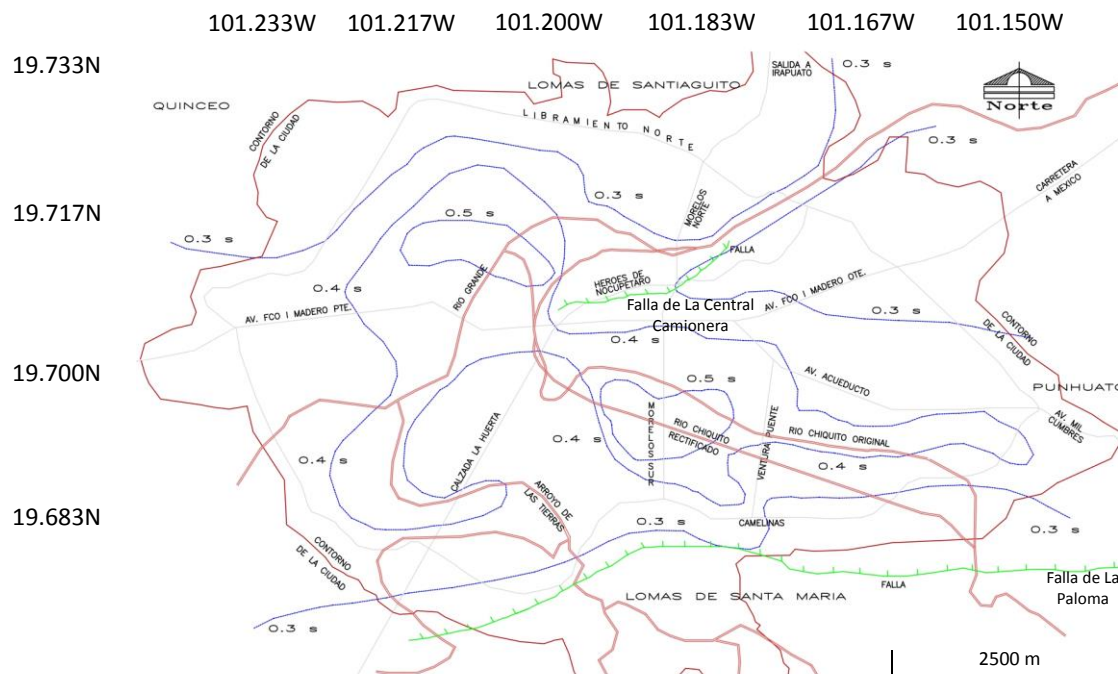 101.233W 101.217W 101.200W 101.183W 101.167W 101.150W
19.733N
19.717N
19.700N
19.683N
QUINCEO
LOMAS DE SANTIAGUITO
SALIDA A
IRAPUATO
0.3 s
Norte
CONTORNO
DE LA CIUDAD
LIBRAMIENTO NORTE
0.3 s
CARRETERA
A MEXICO
0.3 s
MORELOS
NORTE
0.5 s
0.3 s
FALLA
RIO GRANDE
HEROES DE
NOCUPETARO
0.4 s
AV. FCO I MADERO PTE.
Falla de La Central
Camionera
AV. FCO I MADERO OTE.
0.3 s
CONTORNO
DE LA CIUDAD
0.4 s
0.5 s
AV. ACUEDUCTO
PUNHUATO
AV. MIL
CUMBRES
CALZADA LA HUERTA
0.4 s
MORELOS SUR
RIO CHIQUITO
RECTIFICADO
VENTURA PUENTE
RIO CHIQUITO ORIGINAL
0.4 s
0.4 s
ARROYO DE
LAS TIERRAS
0.3 s
CAMELINAS
0.3 s
CONTORNO
DE LA CIUDAD
FALLA
Falla de La
Paloma
LOMAS DE SANTA MARIA
0.3 s
2500 m